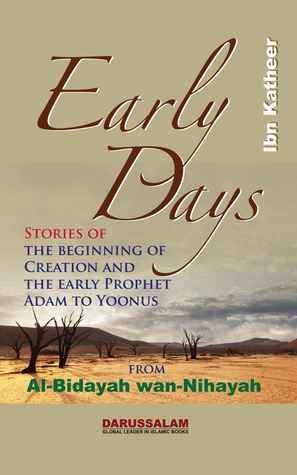 Early
Days
Ibn Katheer
STORIES OF
THE BEGINNING OF
CREATION AND
THE EARLY PROPHET
ADAM TO YOONUS
FROM
Al-Bidayah wan-Nihayah
DARUSSALAM
GLOBAL LEADER IN ISLAMIC BOOKS